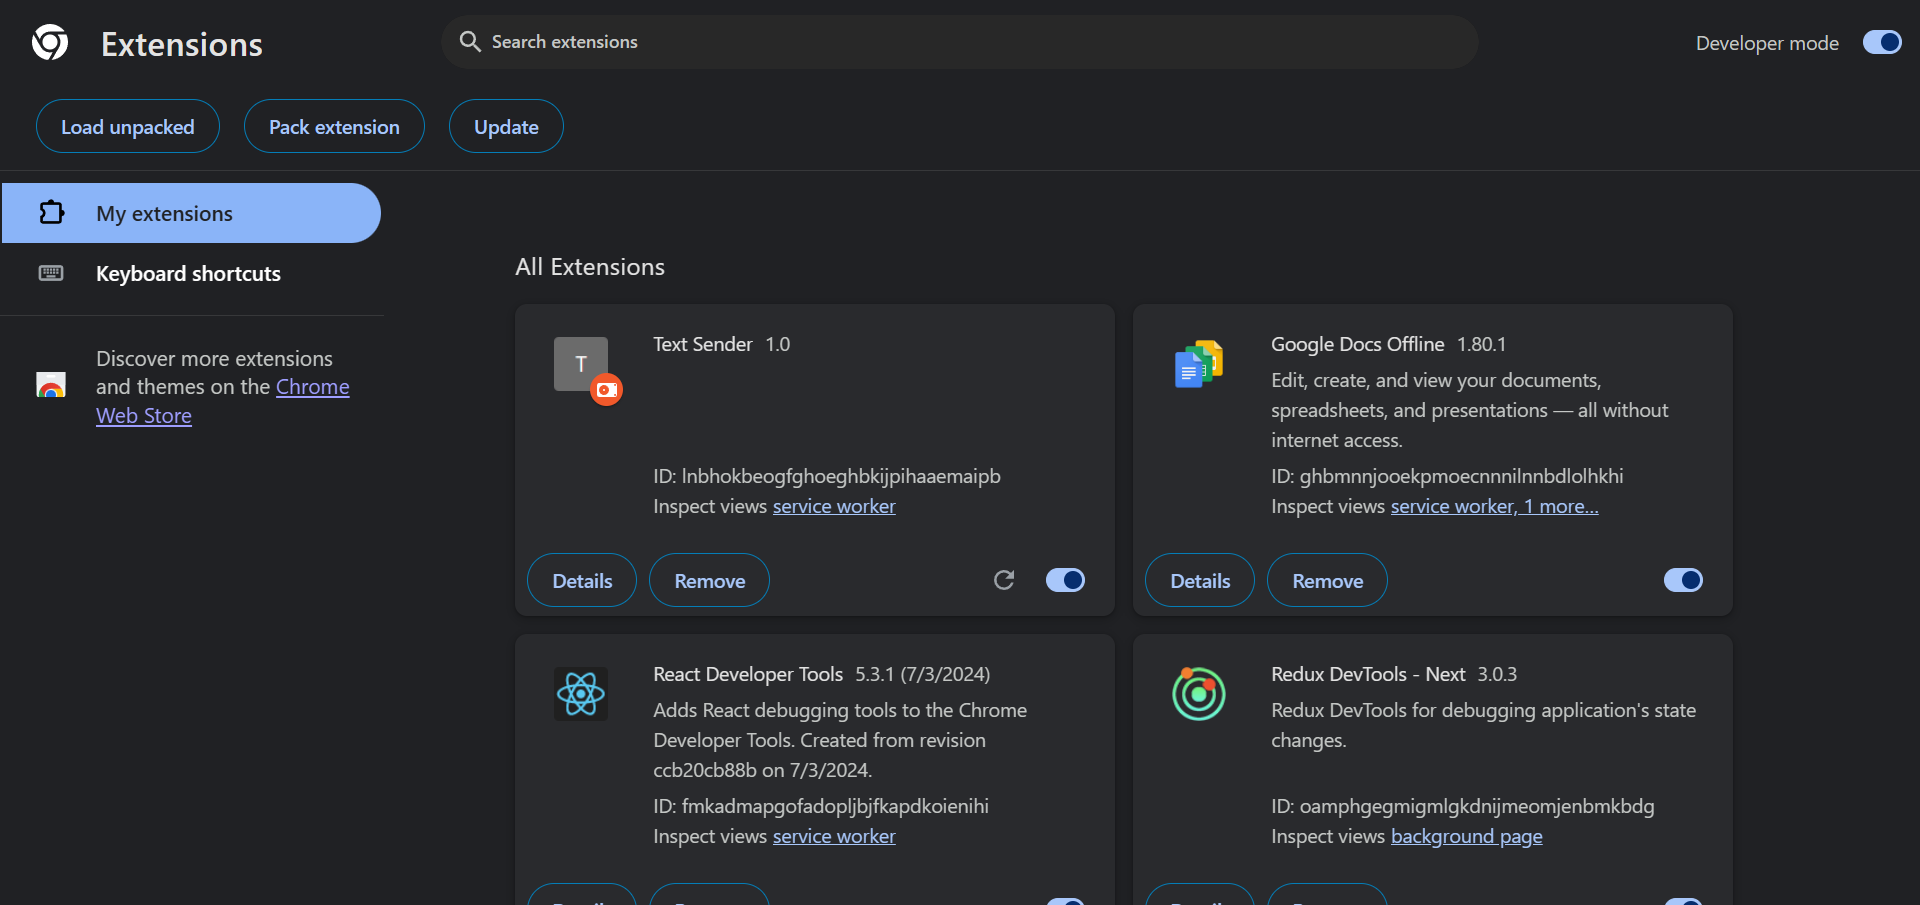 Extensions
Search extensions
Developer mode
Load unpacked
Pack extension
Update
My extensions
Keyboard shortcuts
Discover more extensions
and themes on the Chrome
Web Store
All Extensions
T
Text Sender 1.0
ID: lnbhokbeogfghoeghbkijpihaaemaipb
Inspect views service worker
Details
Remove
Google Docs Offline 1.80.1
Edit, create, and view your documents,
spreadsheets, and presentations — all without
internet access.
ID: ghbmnnjooekpmoecnnnilnnbdlolhkhi
Inspect views service worker, 1 more...
Details
Remove
React Developer Tools 5.3.1 (7/3/2024)
Adds React debugging tools to the Chrome
Developer Tools. Created from revision
ccb20cb88b on 7/3/2024.
ID: fmkadmapgofadopljbjfkapdkoienihi
Inspect views service worker
Redux DevTools - Next 3.0.3
Redux DevTools for debugging application's state
changes.
ID: oamphgegmigmlgkdnijmeomjenbmkbdg
Inspect views background page